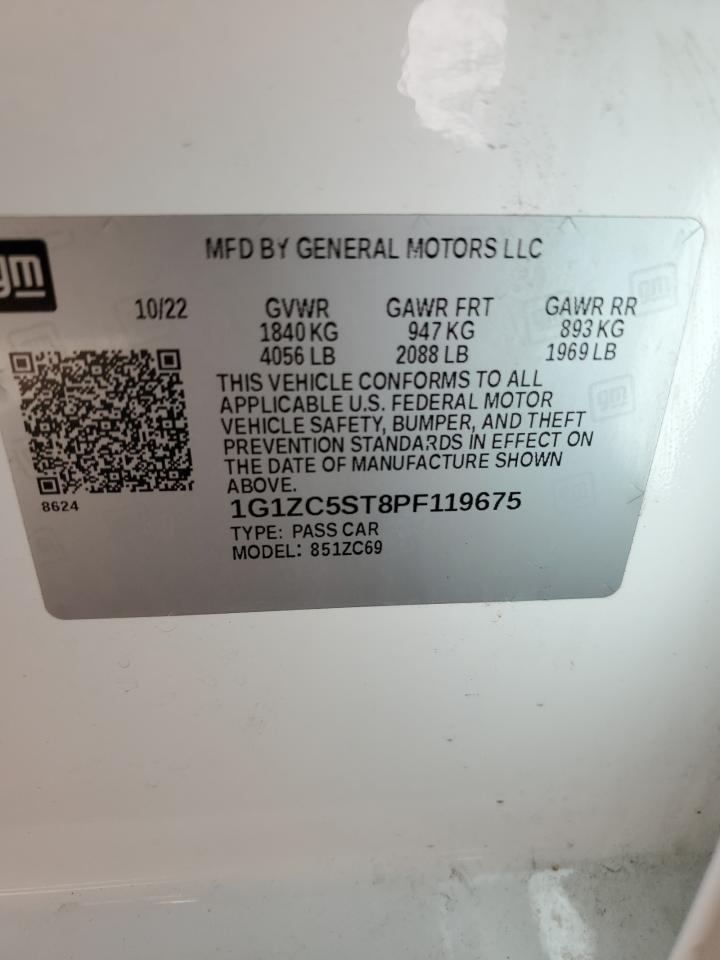 gm
MFD BY GENERAL MOTORS LLC
10/22 GVWR GAWR FRT GAWR RR
1840 KG 947 KG 893 KG
4056 LB 2088 LB 1969 LB
THIS VEHICLE CONFORMS TO ALL
APPLICABLE U.S. FEDERAL MOTOR
VEHICLE SAFETY, BUMPER, AND THEFT
PREVENTION STANDARDS IN EFFECT ON
THE DATE OF MANUFACTURE SHOWN
ABOVE.
8624
1G1ZC5ST8PF119675
TYPE: PASS CAR
MODEL: 851ZC69